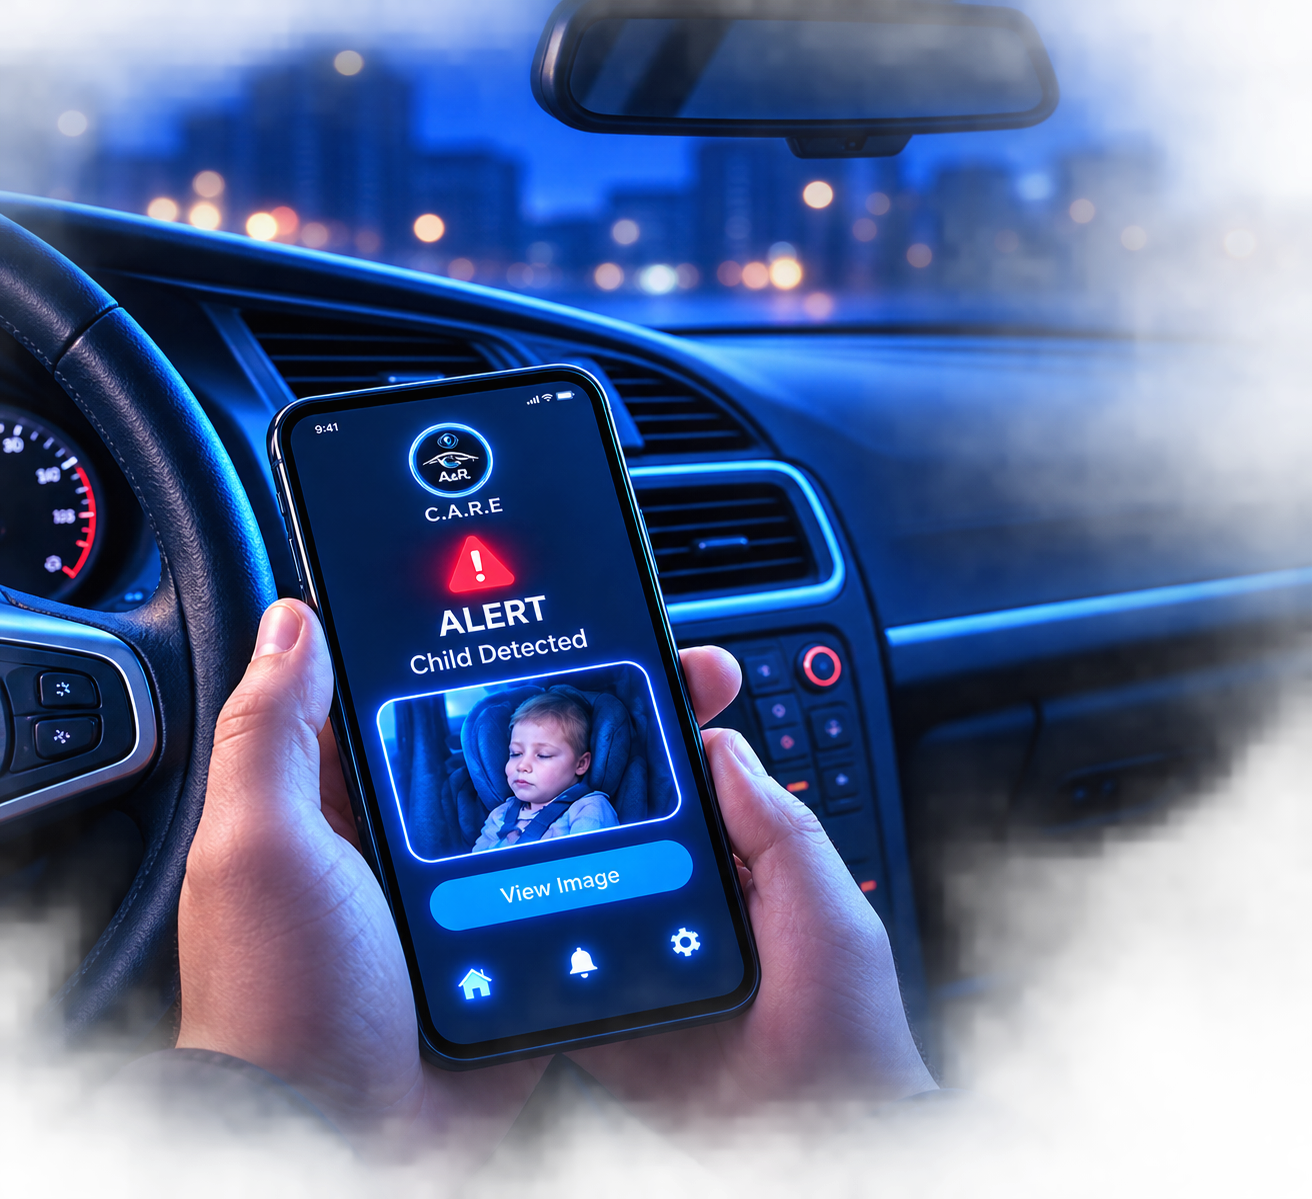 9:41
A&R
C.A.R.E
ALERT
Child Detected
View Image